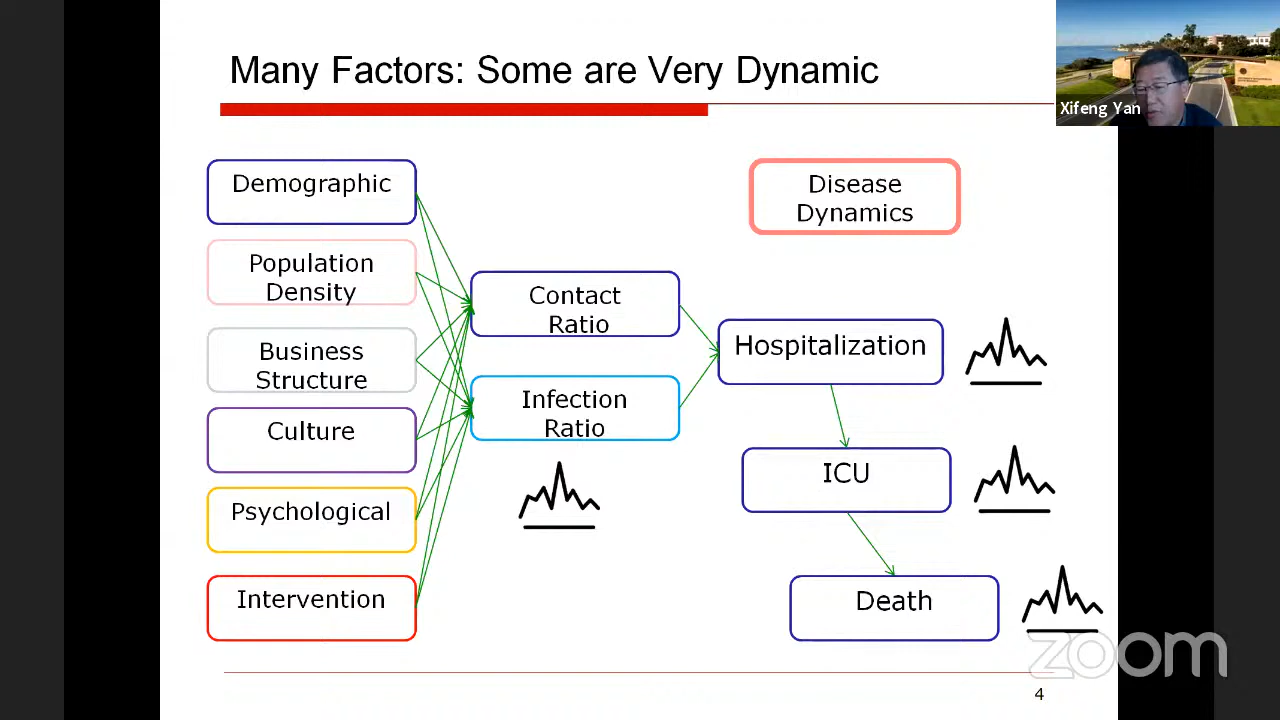 Many Factors: Some are Very Dynamic
Xifeng Yan
Demographic
Population
Density
Business
Structure
Culture
Psychological
Intervention
Contact
Ratio
Infection
Ratio
Disease
Dynamics
Hospitalization
ICU
Death
zoom
4